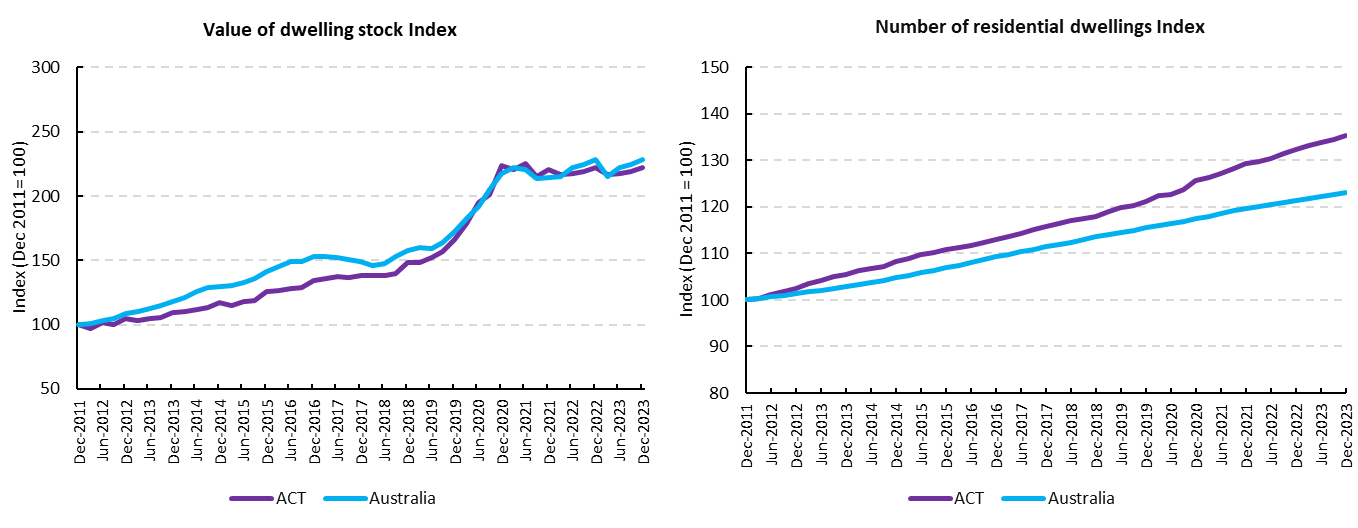 Value of dwelling stock Index
Index (Dec 2011 = 100)
300
250
200
150
100
50
Dec-2011
Jun-2012
Dec-2012
Jun-2013
Dec-2013
Jun-2014
Dec-2014
Jun-2015
Dec-2015
Jun-2016
Dec-2016
Jun-2017
Dec-2017
Jun-2018
Dec-2018
Jun-2019
Dec-2019
Jun-2020
Dec-2020
Jun-2021
Dec-2021
Jun-2022
Dec-2022
Jun-2023
Dec-2023
ACT
Australia
Number of residential dwellings Index
Index (Dec 2011 = 100)
150
140
130
120
110
100
90
80
Dec-2011
Jun-2012
Dec-2012
Jun-2013
Dec-2013
Jun-2014
Dec-2014
Jun-2015
Dec-2015
Jun-2016
Dec-2016
Jun-2017
Dec-2017
Jun-2018
Dec-2018
Jun-2019
Dec-2019
Jun-2020
Dec-2020
Jun-2021
Dec-2021
Jun-2022
Dec-2022
Jun-2023
Dec-2023
ACT
Australia